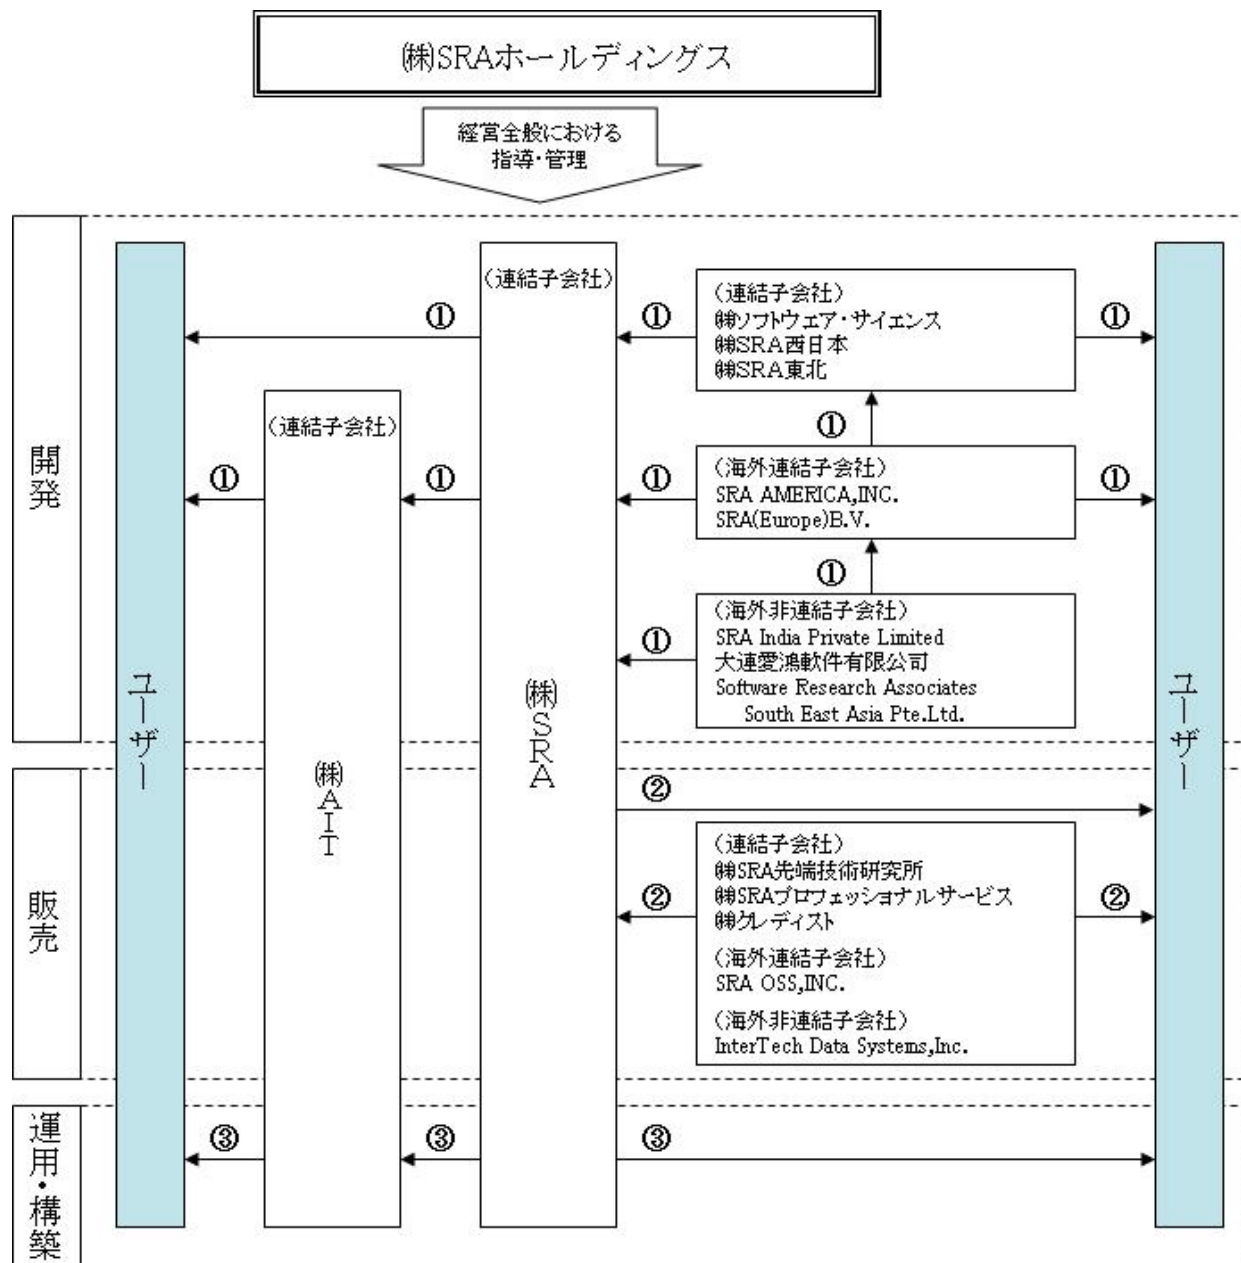 ㈱SRAホールディングス
経営全般における
指導・管理
開発
ユーザー
(連結子会社)
㈱AIT
(連結子会社)
㈱SRA
①
①
①
(連結子会社)
㈱ソフトウェア・サイエンス
㈱SRA西日本
㈱SRA東北
①
①
①
①
①
(海外連結子会社)
SRA AMERICA,INC.
SRA(Europe)B.V.
①
①
①
(海外非連結子会社)
SRA India Private Limited
大連愛鴻軟件有限公司
Software Research Associates
South East Asia Pte.Ltd.
ユーザー
販売
②
②
(連結子会社)
㈱SRA先端技術研究所
㈱SRAプロフェッショナルサービス
㈱クレディスト
(海外連結子会社)
SRA OSS,INC.
(海外非連結子会社)
InterTech Data Systems,Inc.
②
運用・構築
③
③
③